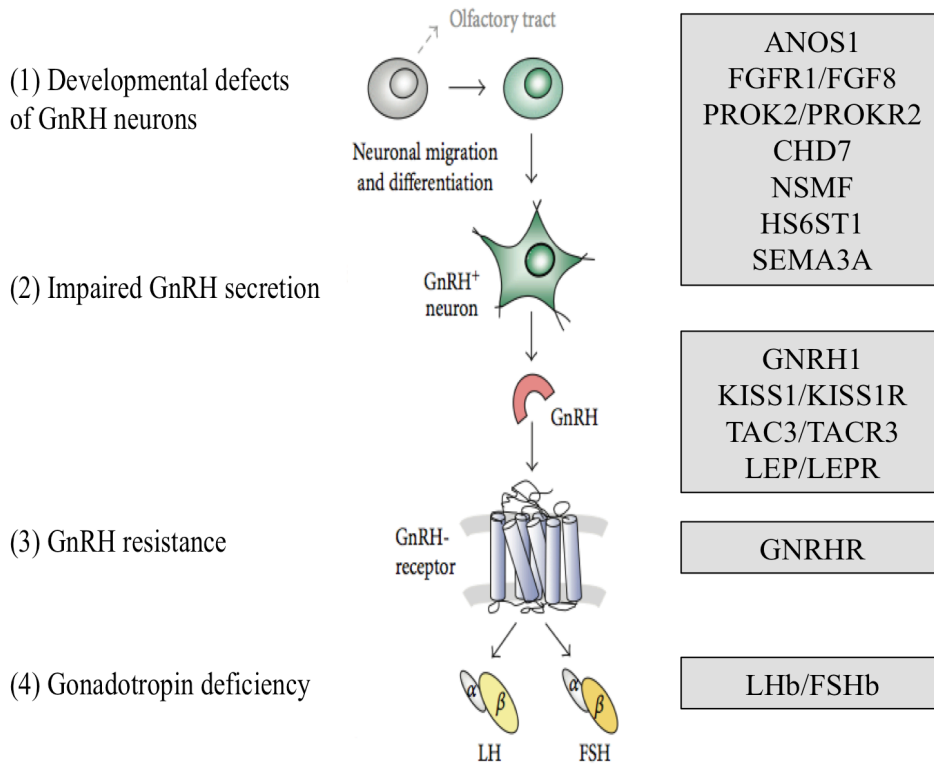 Olfactory tract
(1) Developmental defects
of GnRH neurons
Neuronal migration
and differentiation
ANOS1
FGFR1/FGF8
PROK2/PROKR2
CHD7
NSMF
HS6ST1
SEMA3A
(2) Impaired GnRH secretion
GnRH+
neuron
GnRH
GNRH1
KISS1/KISS1R
TAC3/TACR3
LEP/LEPR
(3) GnRH resistance
GnRH-
receptor
GNRHR
(4) Gonadotropin deficiency
α
β
LH
α
β
FSH
LHb/FSHb